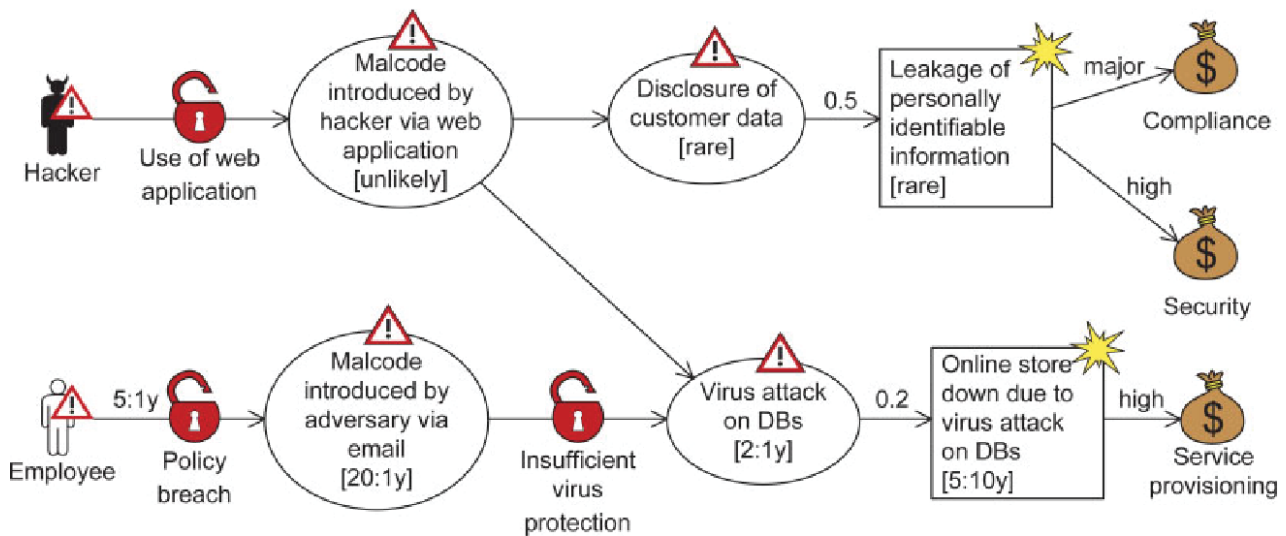 Hacker
Use of web
application
Malcode
introduced by
hacker via web
application
[unlikely]
Disclosure of
customer data
[rare]
0.5
Leakage of
personally
identifiable
information
[rare]
major
$
Compliance
high
$
Security
Employee
5:1y
Policy
breach
Malcode
introduced by
adversary via
email
[20:1y]
Insufficient
virus
protection
Virus attack
on DBs
[2:1y]
0.2
Online store
down due to
virus attack
on DBs
[5:10y]
high
$
Service
provisioning